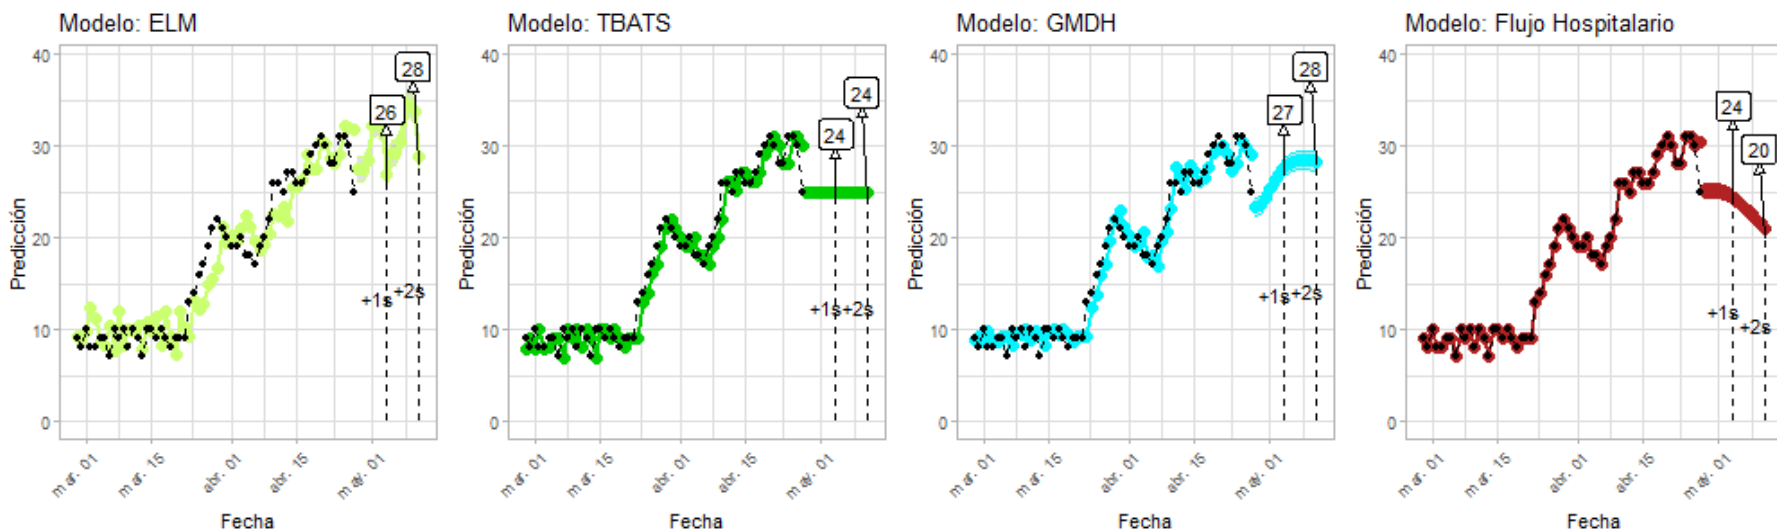 Modelo: ELM
Predicción
40
30
20
10
0
26
28
+1s
+2s
mar. 01
mar. 15
abr. 01
abr. 15
may. 01
Fecha
Modelo: TBATS
Predicción
40
30
20
10
0
24
24
+1s
+2s
mar. 01
mar. 15
abr. 01
abr. 15
may. 01
Fecha
Modelo: GMDH
Predicción
40
30
20
10
0
27
28
+1s
+2s
mar. 01
mar. 15
abr. 01
abr. 15
may. 01
Fecha
Modelo: Flujo Hospitalario
Predicción
40
30
20
10
0
24
20
+1s
+2s
mar. 01
mar. 15
abr. 01
abr. 15
may. 01
Fecha